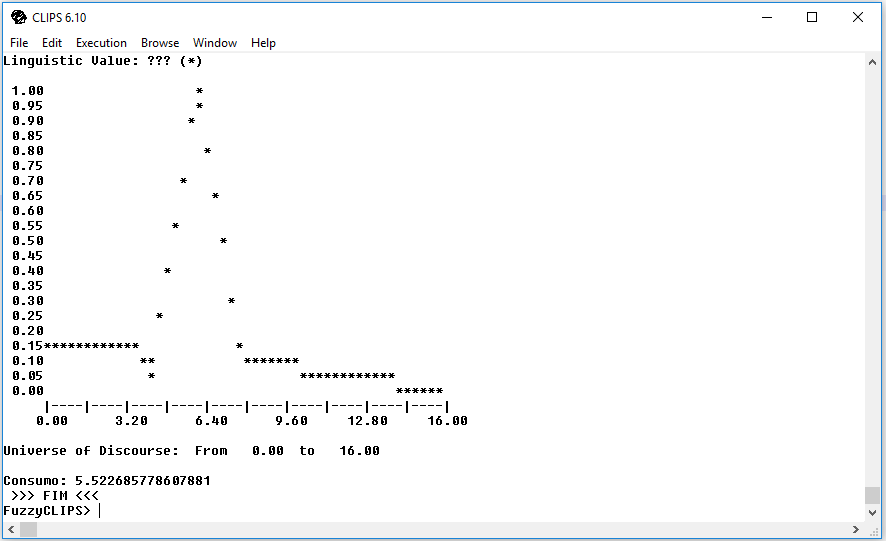 CLIPS 6.10
File Edit Execution Browse Window Help
Linguistic Value: ??? (*)
1.00                   *
0.95                   *
0.90                  *
0.85
0.80                    *
0.75
0.70                 *
0.65                     *
0.60
0.55                *
0.50                      *
0.45
0.40               *
0.35
0.30                       *
0.25              *
0.20
0.15************            *
0.10            **           *******
0.05             *                  ************
0.00                                            ******
|----|----|----|----|----|----|----|----|----|----|
0.00      3.20      6.40      9.60      12.80     16.00
Universe of Discourse:  From   0.00  to   16.00
Consumo: 5.522685778607881
>>> FIM <<<
FuzzyCLIPS>